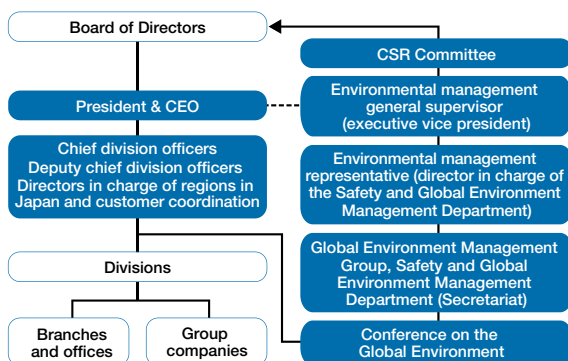 Board of Directors
President & CEO
Chief division officers
Deputy chief division officers
Directors in charge of regions in
Japan and customer coordination
Divisions
Branches
and offices
Group
companies
CSR Committee
Environmental management
general supervisor
(executive vice president)
Environmental management
representative (director in charge of
the Safety and Global Environment
Management Department)
Global Environment Management
Group, Safety and Global
Environment Management
Department (Secretariat)
Conference on the
Global Environment